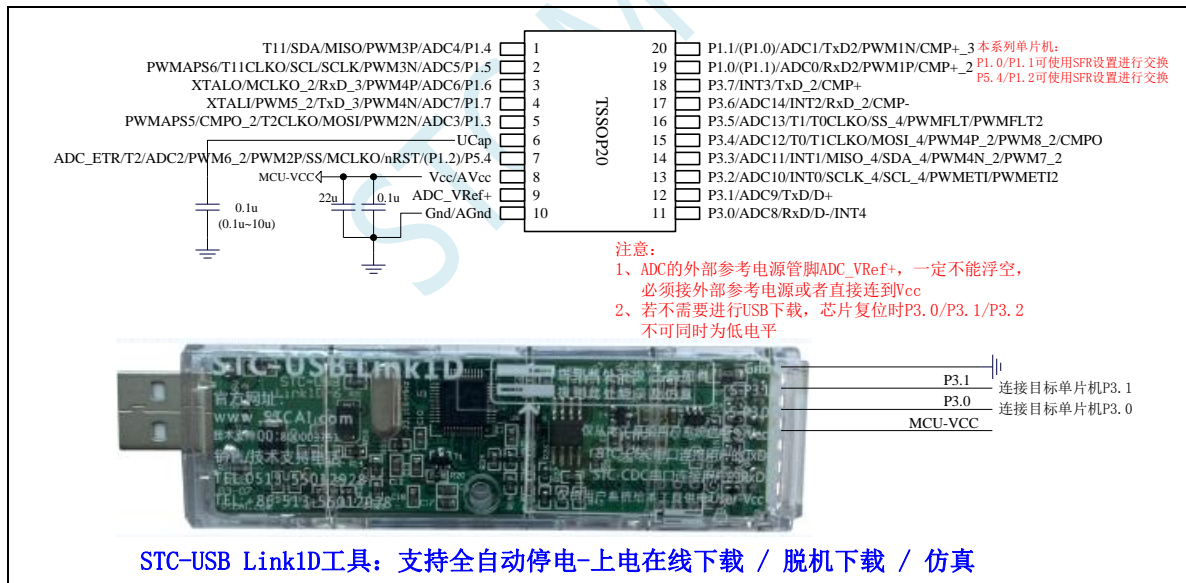 T11/SDA/MISO/PWM3P/ADC4/P1.4 1
PWMAPS6/T11CLKO/SCL/SCLK/PWM3N/ADC5/P1.5 2
XTALO/MCLKO_2/RxD_3/PWM4P/ADC6/P1.6 3
XTALI/PWM5_2/TxD_3/PWM4N/ADC7/P1.7 4
PWMAPS5/CMPO_2/T2CLKO/MOSI/PWM2N/ADC3/P1.3 5
UCap 6
ADC_ETR/T2/ADC2/PWM6_2/PWM2P/SS/MCLKO/nRST/(P1.2)/P5.4 7
MCU-VCC Vcc/AVcc 8
ADC_VRef+ 9
Gnd/AGnd 10
0.1u
(0.1u~10u)
22u
0.1u
TSSOP20
20 P1.1/(P1.0)/ADC1/TxD2/PWM1N/CMP+_3
19 P1.0/(P1.1)/ADC0/RxD2/PWM1P/CMP+_2
18 P3.7/INT3/TxD_2/CMP+
17 P3.6/ADC14/INT2/RxD_2/CMP-
16 P3.5/ADC13/T1/T0CLKO/SS_4/PWMFLT/PWMFLT2
15 P3.4/ADC12/T0/T1CLKO/MOSI_4/PWM4P_2/PWM8_2/CMPO
14 P3.3/ADC11/INT1/MISO_4/SDA_4/PWM4N_2/PWM7_2
13 P3.2/ADC10/INT0/SCLK_4/SCL_4/PWMETI/PWMETI2
12 P3.1/ADC9/TxD/D+
11 P3.0/ADC8/RxD/D-/INT4
本系列单片机:
P1.0/P1.1可使用SFR设置进行交换
P5.4/P1.2可使用SFR设置进行交换
注意:
1、ADC的外部参考电源管脚ADC_VRef+，一定不能浮空，
必须接外部参考电源或者直接连到Vcc
2、若不需要进行USB下载，芯片复位时P3.0/P3.1/P3.2
不可同时为低电平
STC-USB Link1D
官方网址:
www.STCAI.com
TEL:0513-55012928
Gnd
P3.1 连接目标单片机P3.1
P3.0 连接目标单片机P3.0
MCU-VCC
STC-USB Link1D工具: 支持全自动停电-上电在线下载 / 脱机下载 / 仿真